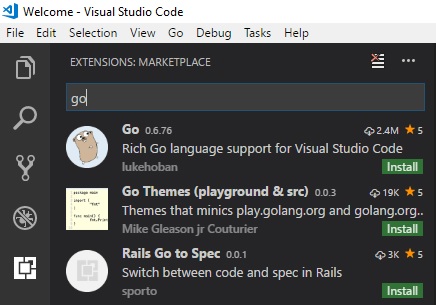 Welcome - Visual Studio Code
File Edit Selection View Go Debug Tasks Help
EXTENSIONS: MARKETPLACE
go
Go 0.6.76 2.4M ★ 5
Rich Go language support for Visual Studio Code
lukehoban Install
package main
Go Themes (playground & src) 0.0.3 19K ★ 5
Themes that minics play.golang.org and golang.org..
Mike Gleason jr Couturier Install
Rails Go to Spec 0.0.1 3K ★ 5
Switch between code and spec in Rails
sporto Install